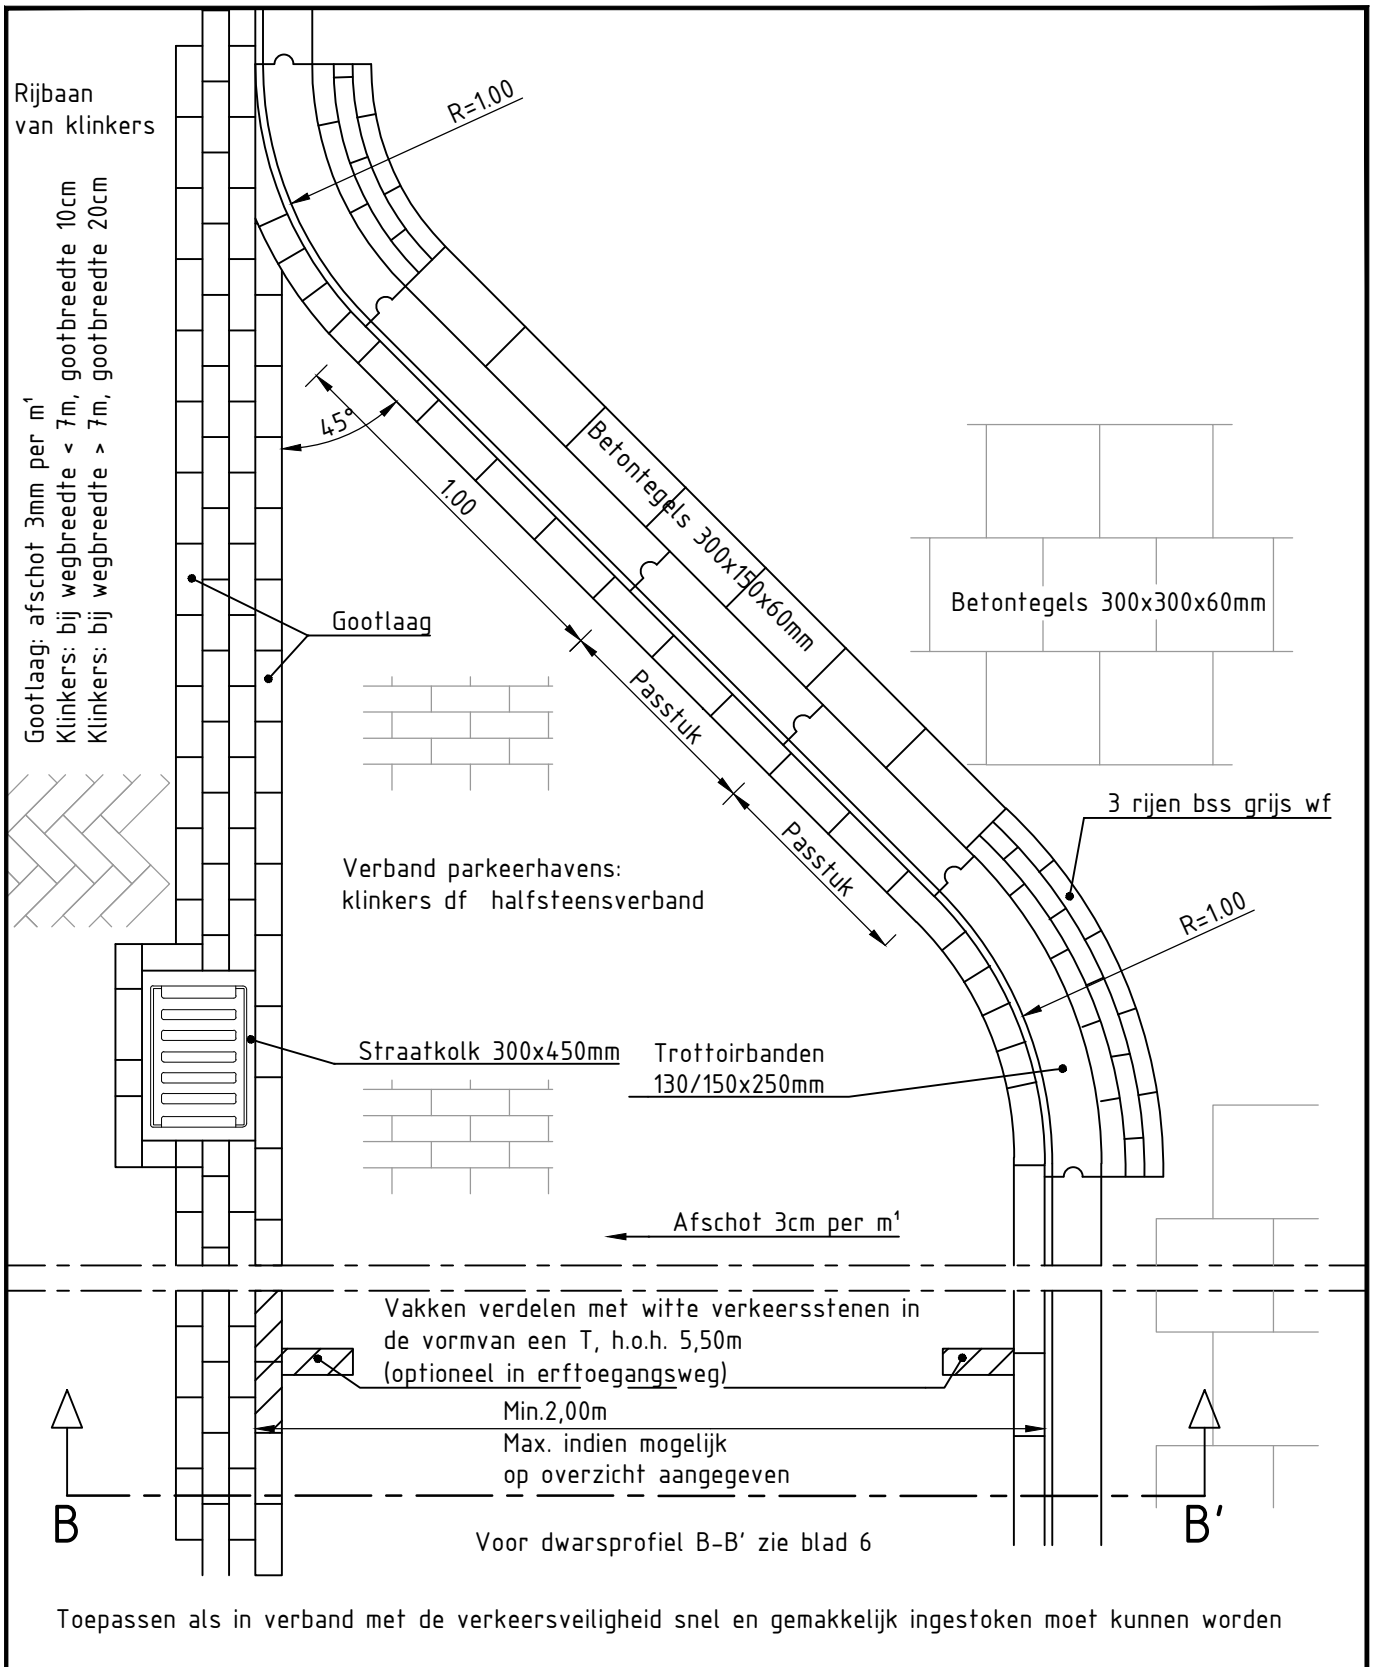 Rijbaan
van klinkers
R=1.00
Gootlaag: afschot 3mm per m¹
Klinkers: bij wegbreedte < 7m, gootbreedte 10cm
Klinkers: bij wegbreedte > 7m, gootbreedte 20cm
45°
1.00
Betontegels 300x150x60mm
Betontegels 300x300x60mm
Gootlaag
Passtuk
Passtuk
3 rijen bss grijs wf
Verband parkeerhavens:
klinkers df halfsteensverband
R=1.00
Straatkolk 300x450mm
Trottoirbanden
130/150x250mm
Afschot 3cm per m¹
Vakken verdelen met witte verkeersstenen in
de vormvan een T, h.o.h. 5,50m
(optioneel in erftoegangsweg)
Min.2,00m
Max. indien mogelijk
op overzicht aangegeven
B
B'
Voor dwarsprofiel B-B' zie blad 6
Toepassen als in verband met de verkeersveiligheid snel en gemakkelijk ingestoken moet kunnen worden